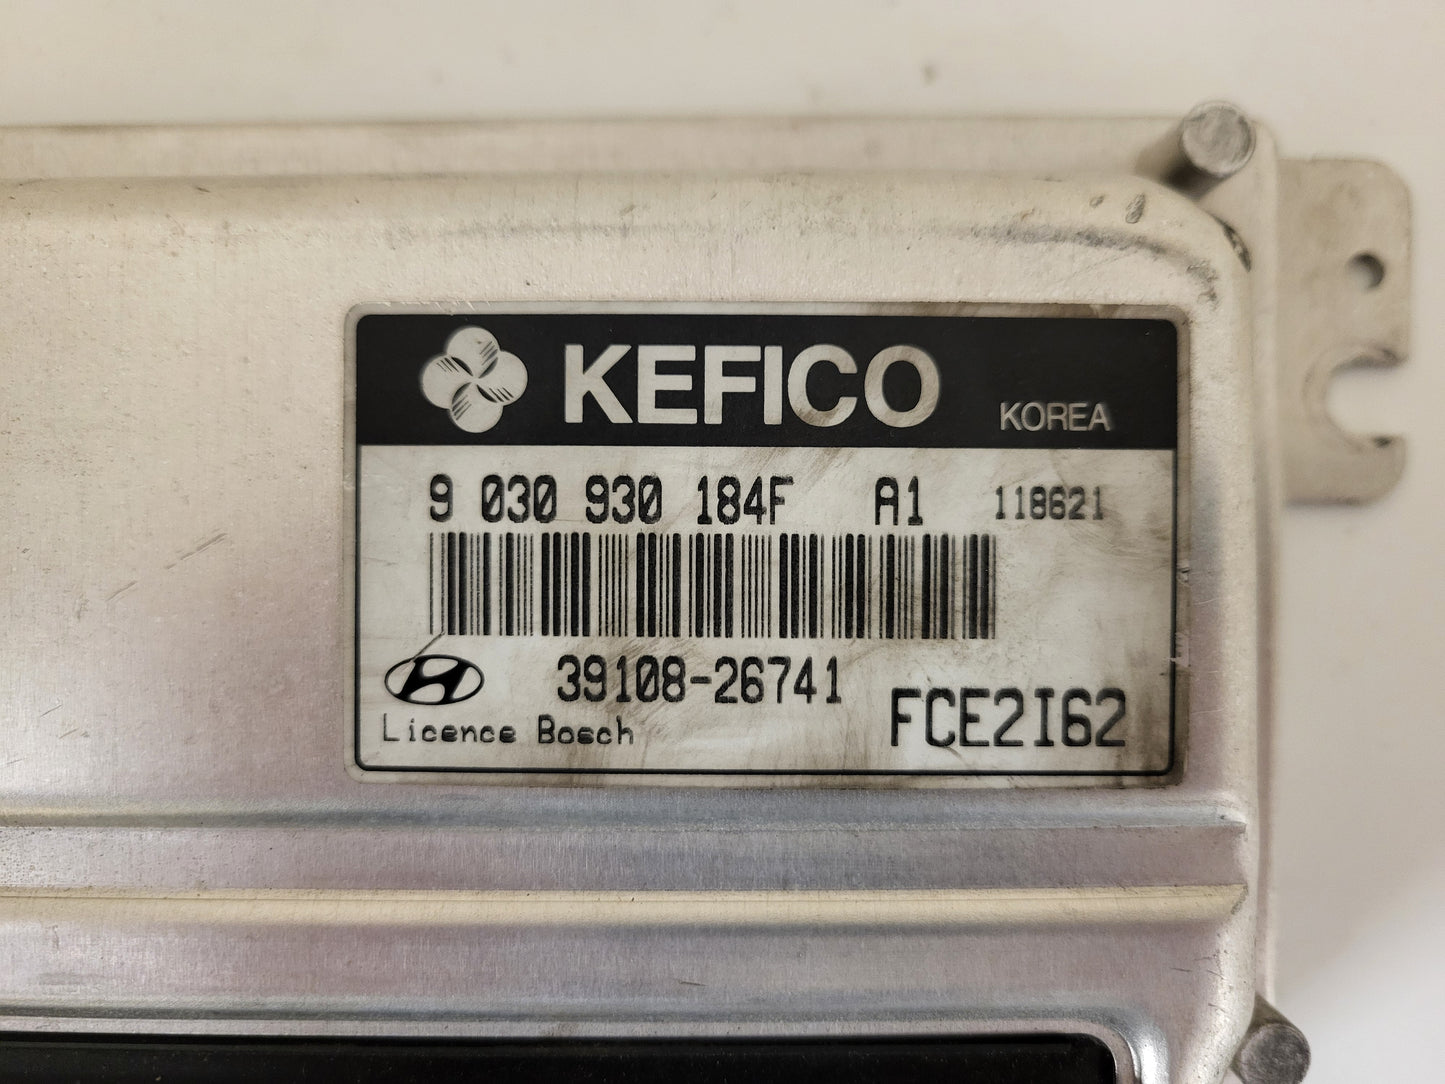 KEFICO KOREA
9 030 930 184F A1 118621
39108-26741
Licence Bosch FCE2I62